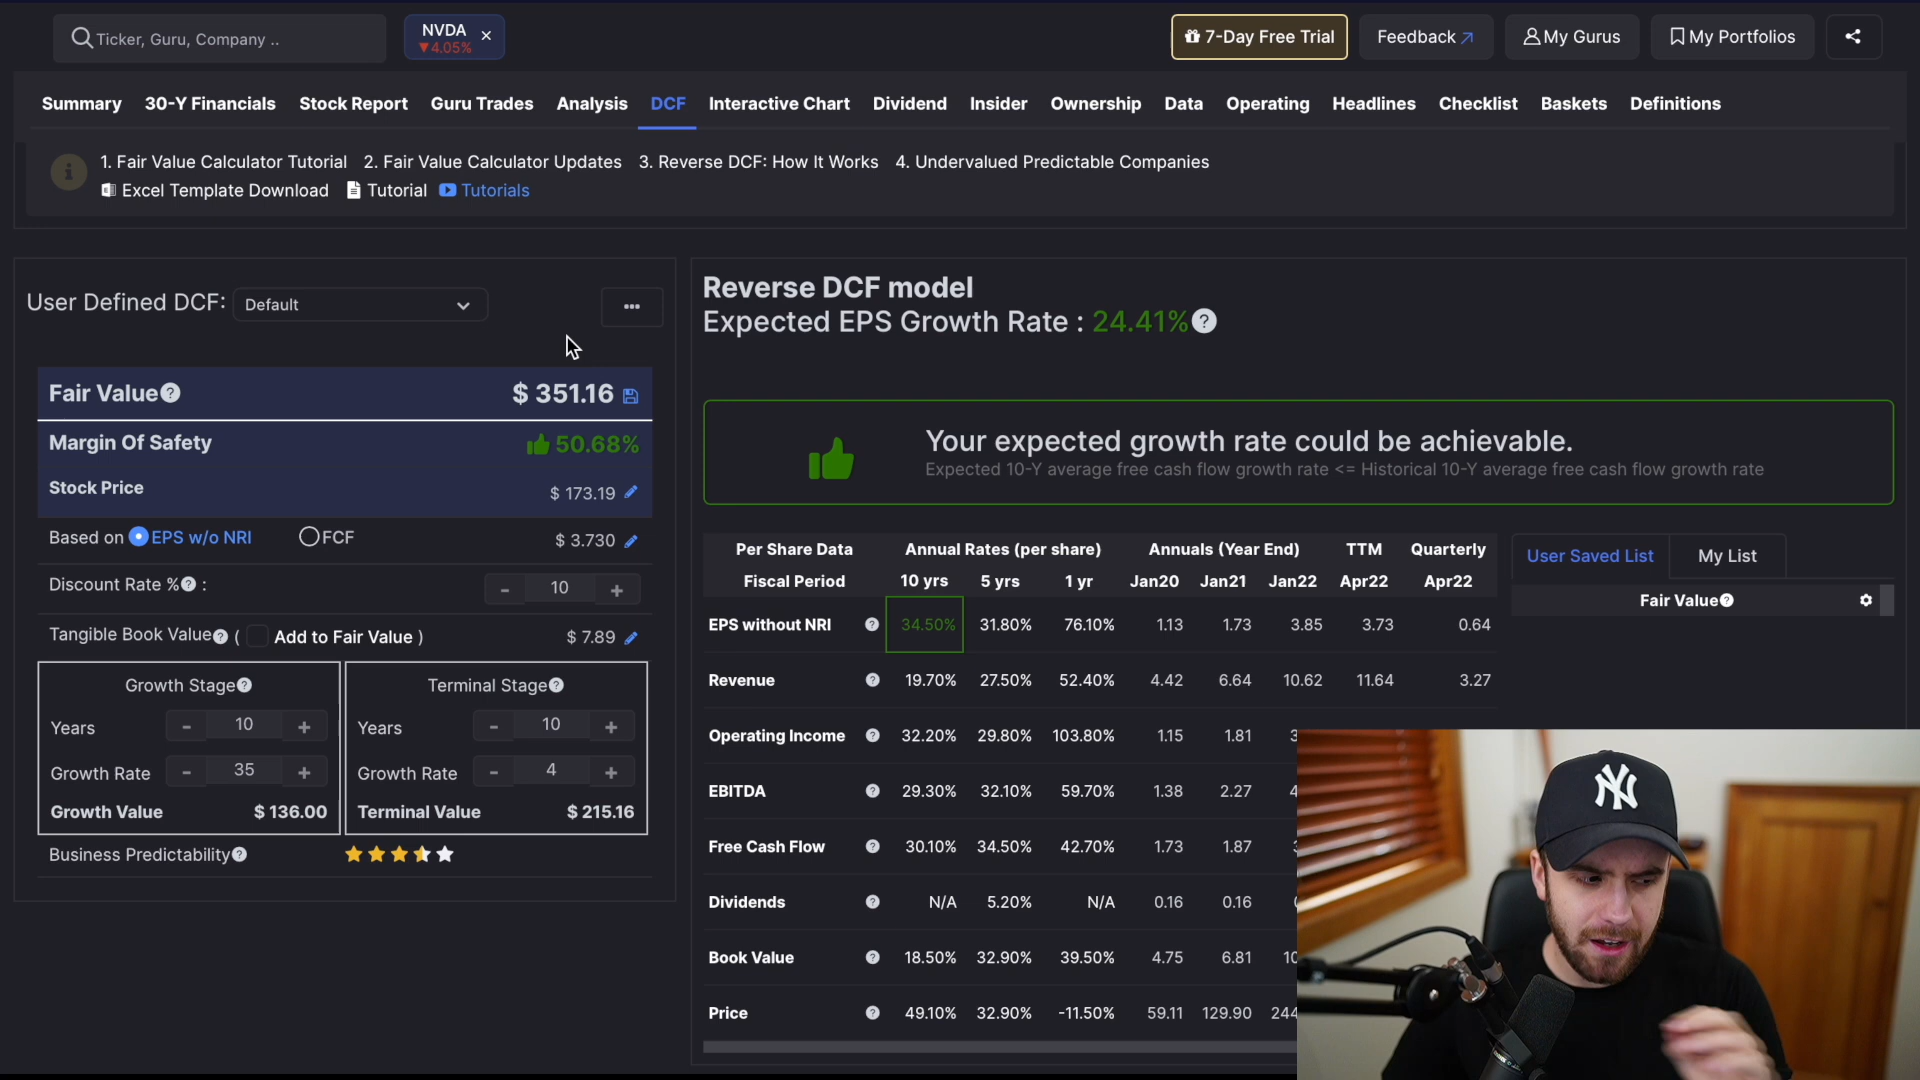 Ticker, Guru, Company ..
NVDA
▼4.05%
×
7-Day Free Trial
Feedback
My Gurus
My Portfolios
Summary 30-Y Financials Stock Report Guru Trades Analysis DCF Interactive Chart Dividend Insider Ownership Data Operating Headlines Checklist Baskets Definitions
1. Fair Value Calculator Tutorial 2. Fair Value Calculator Updates 3. Reverse DCF: How It Works 4. Undervalued Predictable Companies
Excel Template Download Tutorial Tutorials
User Defined DCF: Default
...
Fair Value $ 351.16
Margin Of Safety 50.68%
Stock Price $ 173.19
Based on EPS w/o NRI FCF $ 3.730
Discount Rate % : - 10 +
Tangible Book Value ( Add to Fair Value ) $ 7.89
Growth Stage
Years - 10 +
Growth Rate - 35 +
Growth Value $ 136.00
Terminal Stage
Years - 10 +
Growth Rate - 4 +
Terminal Value $ 215.16
Business Predictability
Reverse DCF model
Expected EPS Growth Rate : 24.41%
Your expected growth rate could be achievable.
Expected 10-Y average free cash flow growth rate <= Historical 10-Y average free cash flow growth rate
Per Share Data Annual Rates (per share) Annuals (Year End) TTM Quarterly
Fiscal Period 10 yrs 5 yrs 1 yr Jan20 Jan21 Jan22 Apr22 Apr22
EPS without NRI 34.50% 31.80% 76.10% 1.13 1.73 3.85 3.73 0.64
Revenue 19.70% 27.50% 52.40% 4.42 6.64 10.62 11.64 3.27
Operating Income 32.20% 29.80% 103.80% 1.15 1.81
EBITDA 29.30% 32.10% 59.70% 1.38 2.27
Free Cash Flow 30.10% 34.50% 42.70% 1.73 1.87
Dividends N/A 5.20% N/A 0.16 0.16
Book Value 18.50% 32.90% 39.50% 4.75 6.81 10
Price 49.10% 32.90% -11.50% 59.11 129.90 244
User Saved List My List
Fair Value
NY